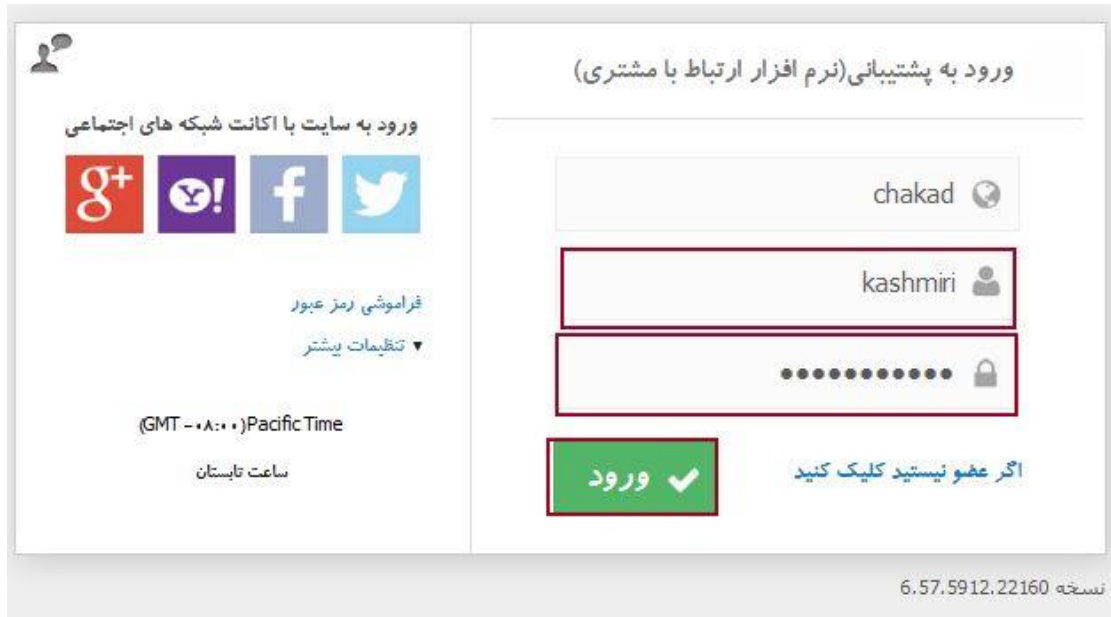 ورود به پشتیبانی(نرم افزار ارتباط با مشتری)
chakad
kashmiri
•••••••••••
ورود
اگر عضو نیستید کلیک کنید
ورود به سایت با اکانت شبکه های اجتماعی
g+
Y!
f
فراموشی رمز عبور
▼ تنظیمات بیشتر
(GMT -۰۸:۰۰)Pacific Time
ساعت تابستان
نسخه 6.57.5912.22160